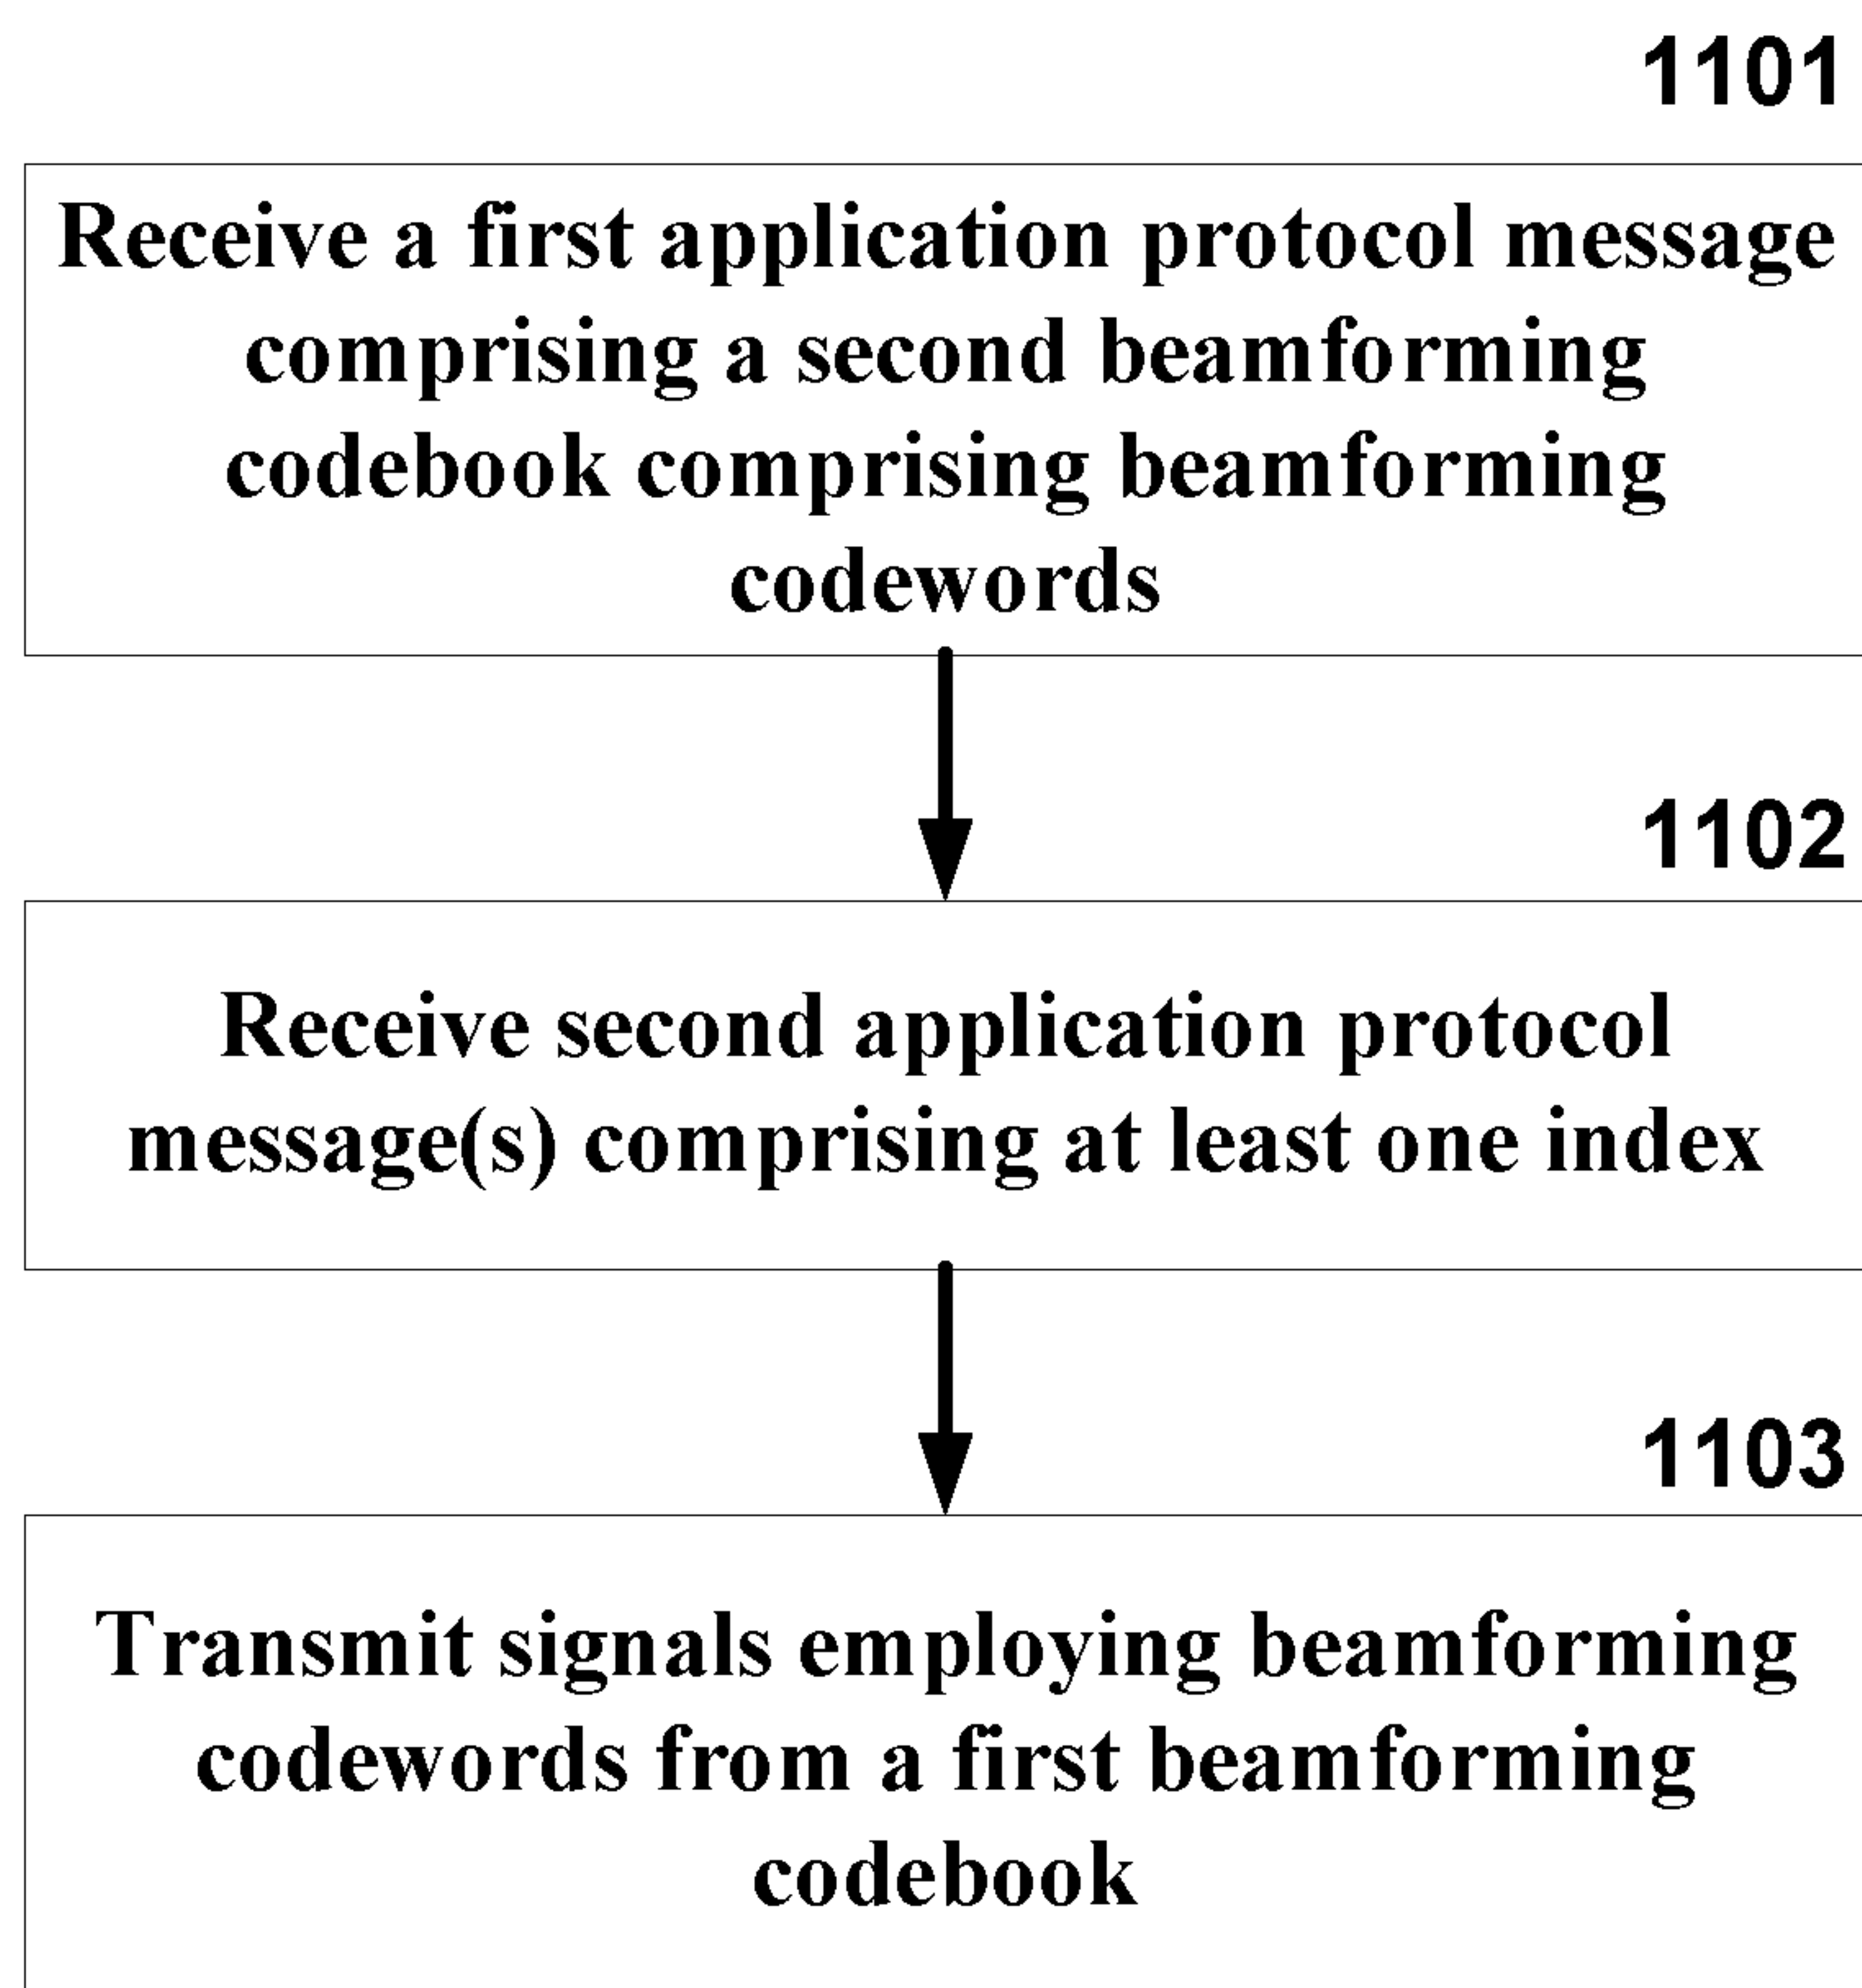 1101
Receive a first application protocol message
comprising a second beamforming
codebook comprising beamforming
codewords
1102
Receive second application protocol
message(s) comprising at least one index
1103
Transmit signals employing beamforming
codewords from a first beamforming
codebook